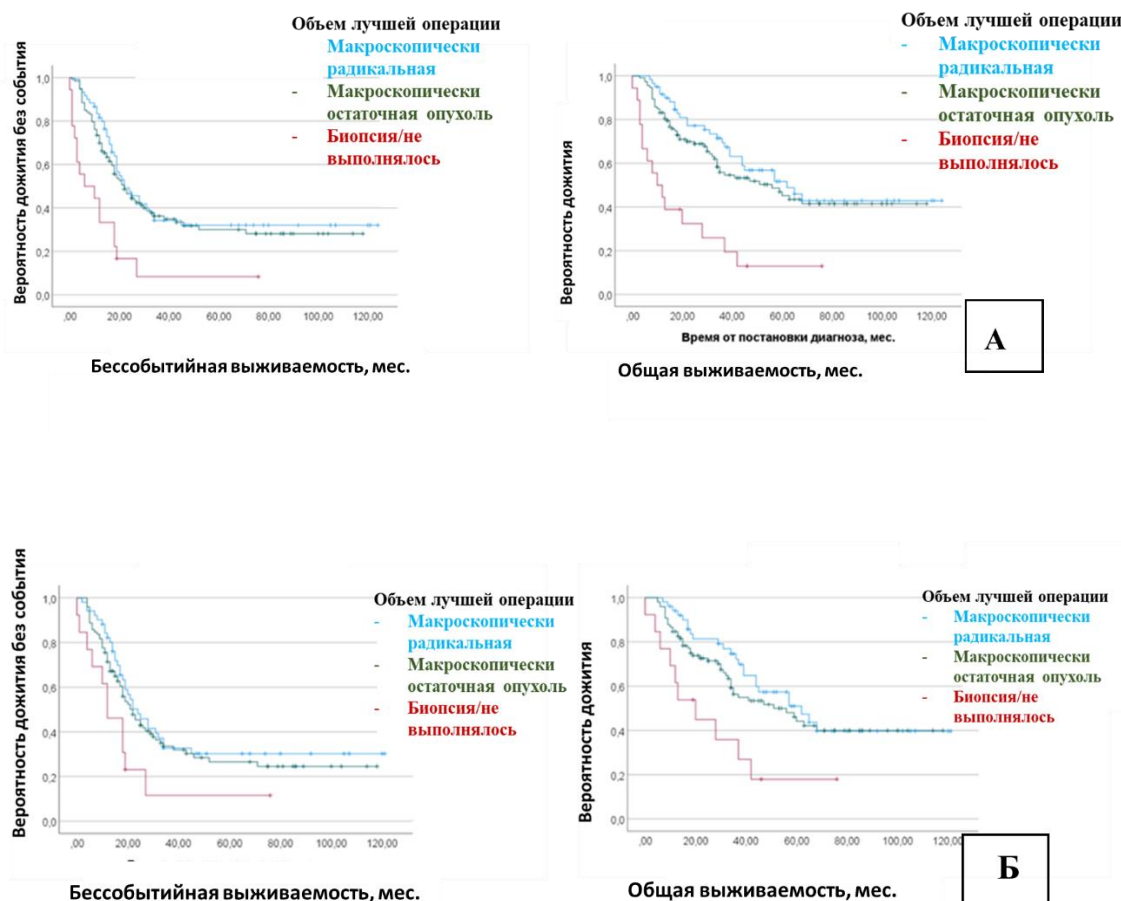 Объем лучшей операции
- Макроскопически
радикальная
- Макроскопически
остаточная опухоль
- Биопсия/не
выполнялось
Вероятность дожития без события
1,0
0,8
0,6
0,4
0,2
0,0
,00 20,00 40,00 60,00 80,00 100,00 120,00
Бессобытийная выживаемость, мес.
Объем лучшей операции
- Макроскопически
радикальная
- Макроскопически
остаточная опухоль
- Биопсия/не
выполнялось
Вероятность дожития
1,0
0,8
0,6
0,4
0,2
0,0
,00 20,00 40,00 60,00 80,00 100,00 120,00
Время от постановки диагноза, мес.
Общая выживаемость, мес.
А
Объем лучшей операции
- Макроскопически
радикальная
- Макроскопически
остаточная опухоль
- Биопсия/не
выполнялось
Вероятность дожития без события
1,0
0,8
0,6
0,4
0,2
0,0
,00 20,00 40,00 60,00 80,00 100,00 120,00
Бессобытийная выживаемость, мес.
Объем лучшей операции
- Макроскопически
радикальная
- Макроскопически
остаточная опухоль
- Биопсия/не
выполнялось
Вероятность дожития
1,0
0,8
0,6
0,4
0,2
0,0
,00 20,00 40,00 60,00 80,00 100,00 120,00
Общая выживаемость, мес.
Б